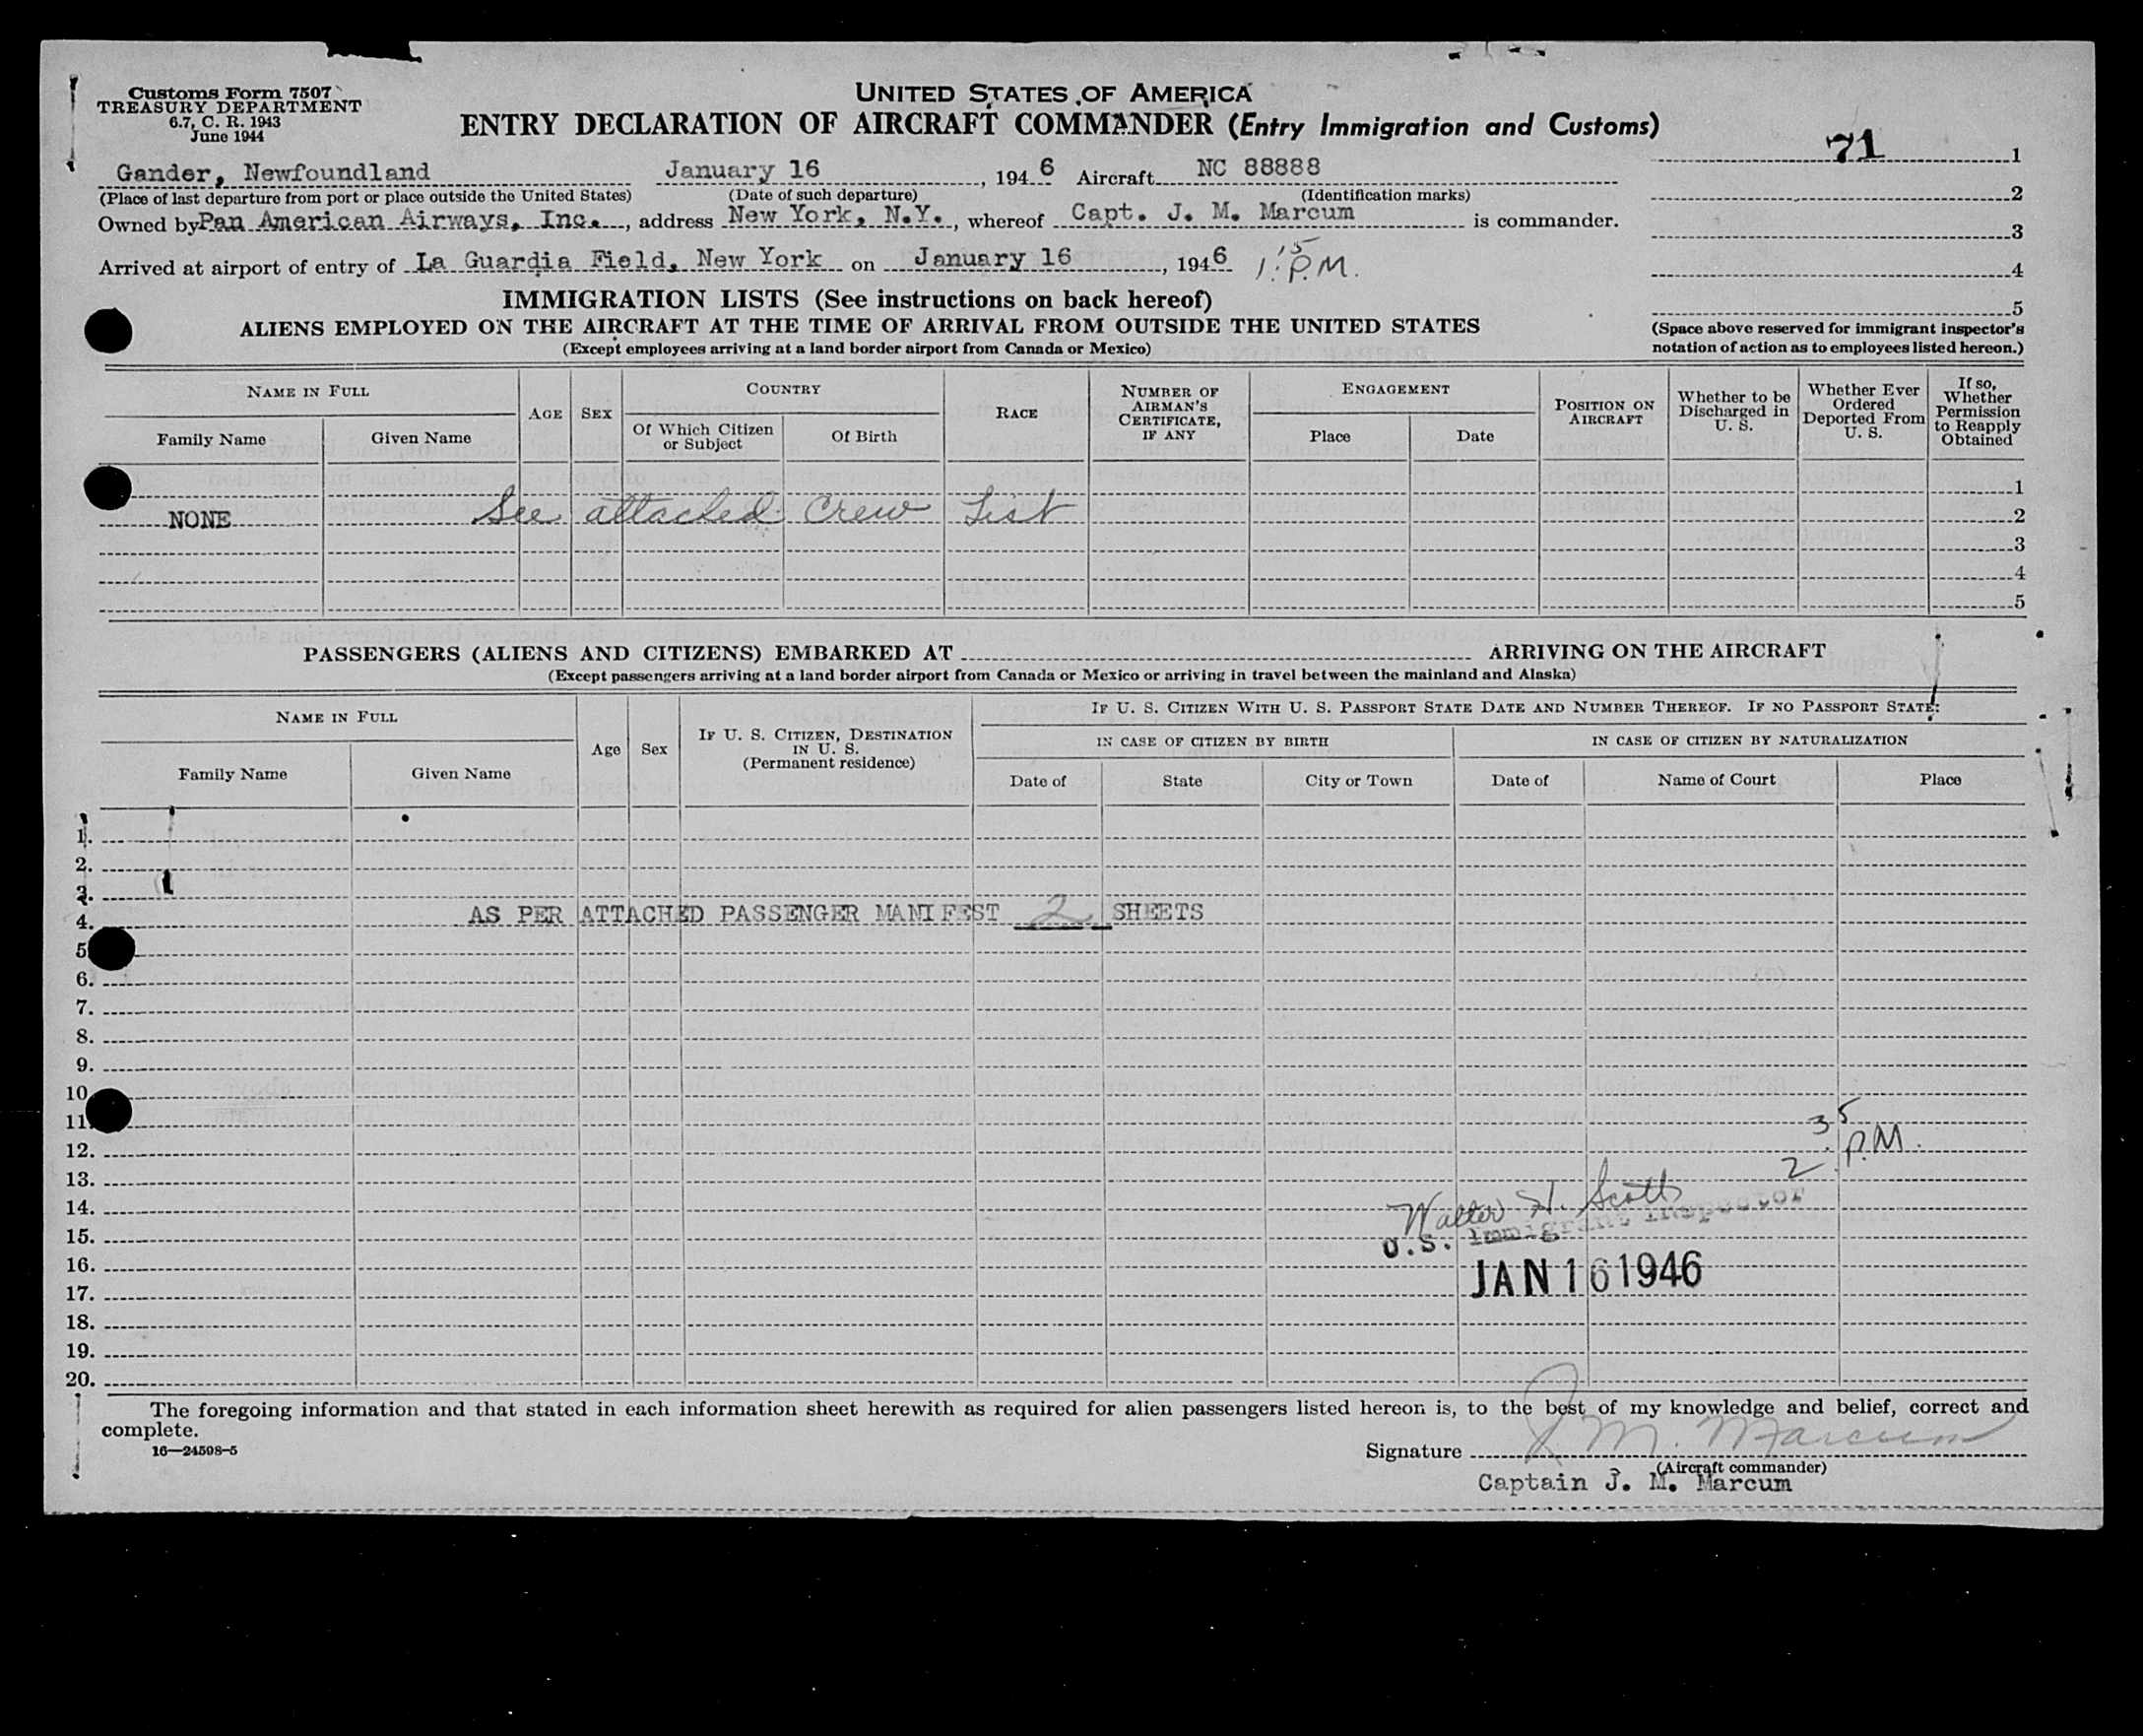 Customs Form 7507
TREASURY DEPARTMENT
6.7, C. R. 1943
June 1944
UNITED STATES OF AMERICA
ENTRY DECLARATION OF AIRCRAFT COMMANDER (Entry Immigration and Customs)
71 1
2
3
4
5
(Space above reserved for immigrant inspector's
notation of action as to employees listed hereon.)
Gander, Newfoundland January 16, 1946 Aircraft NC 88888
(Place of last departure from port or place outside the United States) (Date of such departure) (Identification marks)
Owned by Pan American Airways, Inc., address New York, N.Y., whereof Capt. J. M. Marcum is commander.
Arrived at airport of entry of La Guardia Field, New York on January 16, 1946 1:15 P.M.
IMMIGRATION LISTS (See instructions on back hereof)
ALIENS EMPLOYED ON THE AIRCRAFT AT THE TIME OF ARRIVAL FROM OUTSIDE THE UNITED STATES
(Except employees arriving at a land border airport from Canada or Mexico)
NAME IN FULL
Family Name
Given Name
AGE
SEX
COUNTRY
Of Which Citizen
or Subject
Of Birth
RACE
NUMBER OF
AIRMAN'S
CERTIFICATE,
IF ANY
ENGAGEMENT
Place
Date
POSITION ON
AIRCRAFT
Whether to be
Discharged in
U. S.
Whether Ever
Ordered
Deported From
U. S.
If so,
Whether
Permission
to Reapply
Obtained
1
NONE See attached Crew List 2
3
4
5
PASSENGERS (ALIENS AND CITIZENS) EMBARKED AT ARRIVING ON THE AIRCRAFT
(Except passengers arriving at a land border airport from Canada or Mexico or arriving in travel between the mainland and Alaska)
NAME IN FULL
Family Name
Given Name
Age
Sex
IF U. S. CITIZEN, DESTINATION
IN U. S.
(Permanent residence)
IF U. S. CITIZEN WITH U. S. PASSPORT STATE DATE AND NUMBER THEREOF. IF NO PASSPORT STATE:
IN CASE OF CITIZEN BY BIRTH
Date of
State
City or Town
IN CASE OF CITIZEN BY NATURALIZATION
Date of
Name of Court
Place
1.
2.
3.
4. AS PER ATTACHED PASSENGER MANIFEST 2 SHEETS
5
6.
7.
8.
9.
10
11
12.
13.
14.
15.
16.
17.
18.
19.
20.
2:35 P.M.
Walter H. Scott
U.S. Immigrant Inspector
JAN 16 1946
The foregoing information and that stated in each information sheet herewith as required for alien passengers listed hereon is, to the best of my knowledge and belief, correct and
complete.
16—24598-5
Signature J M. Marcum
(Aircraft commander)
Captain J. M. Marcum